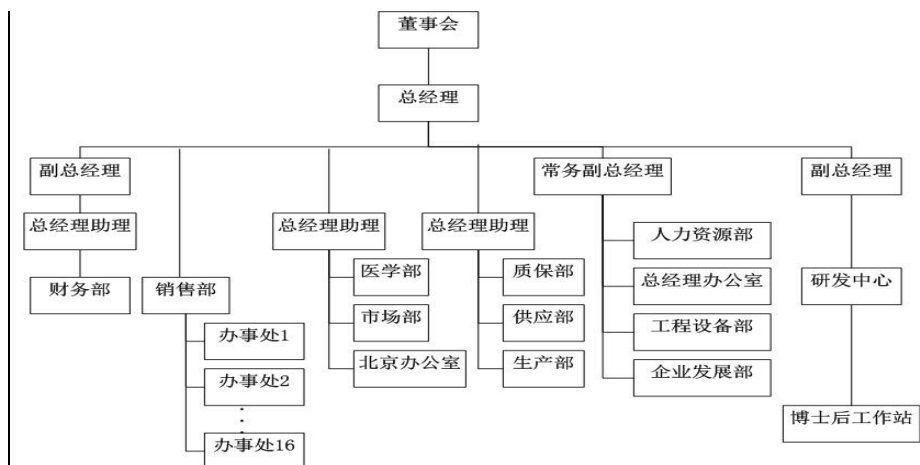 董事会
总经理
副总经理
常务副总经理
副总经理
总经理助理
总经理助理
总经理助理
人力资源部
财务部
销售部
医学部
质保部
总经理办公室
研发中心
办事处1
市场部
供应部
工程设备部
办事处2
北京办公室
生产部
企业发展部
办事处16
博士后工作站